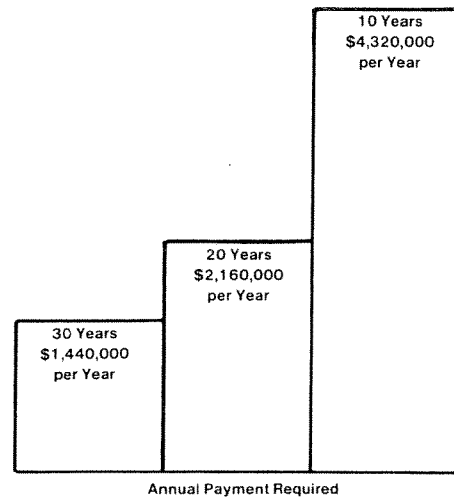 10 Years
$4,320,000
per Year
20 Years
$2,160,000
per Year
30 Years
$1,440,000
per Year
Annual Payment Required